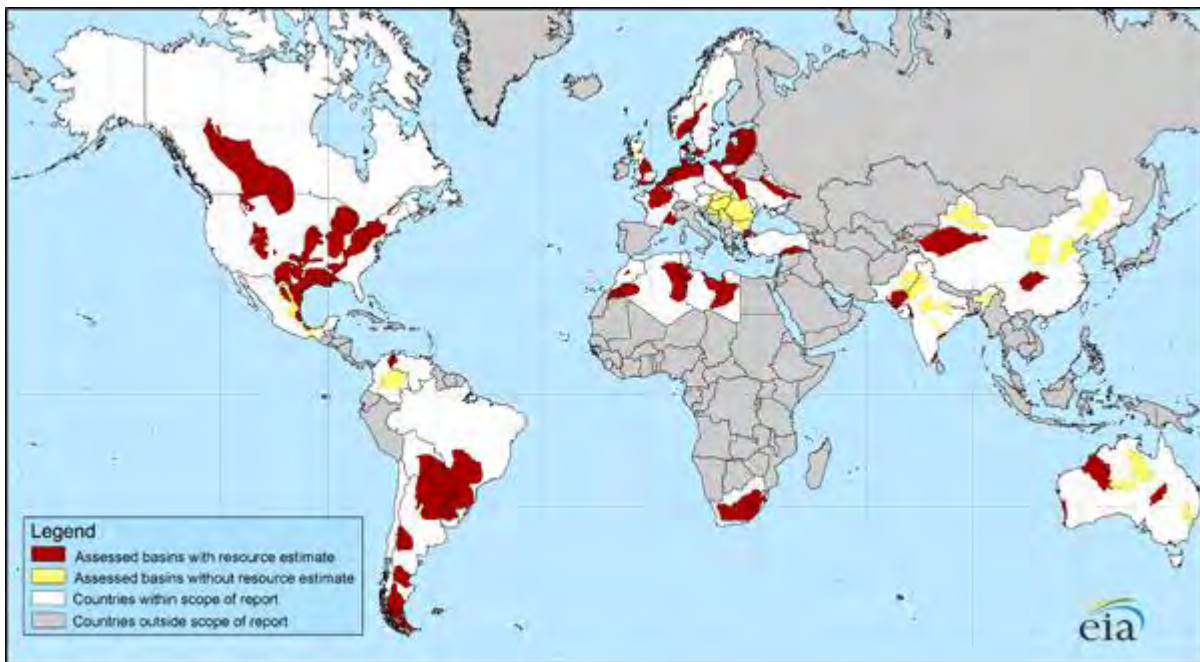 Legend
Assessed basins with resource estimate
Assessed basins without resource estimate
Countries within scope of report
Countries outside scope of report
eia